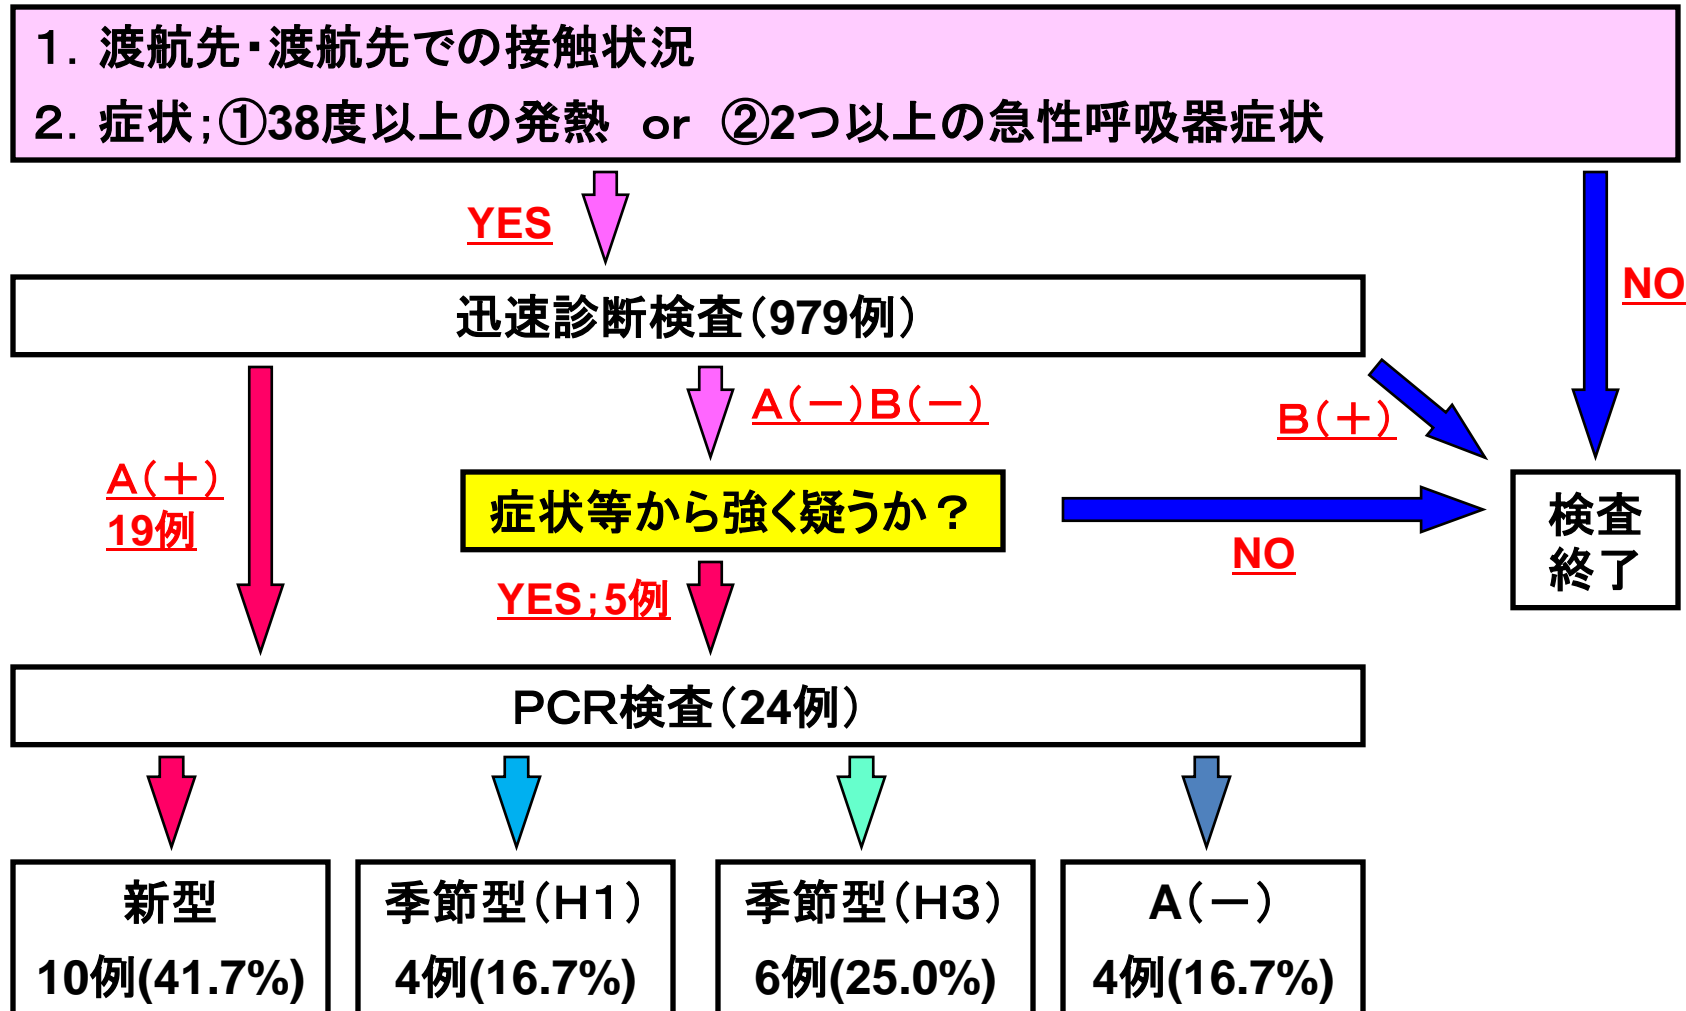 １．渡航先・渡航先での接触状況
２．症状；①38度以上の発熱　or　②2つ以上の急性呼吸器症状
YES
NO
迅速診断検査（979例）
A（－）B（－）
B（＋）
A（＋）
19例
症状等から強く疑うか？
NO
検査
終了
YES；5例
PCR検査（24例）
新型
10例(41.7%)
季節型（H1）
4例(16.7%)
季節型（H3）
6例(25.0%)
A（－）
4例(16.7%)